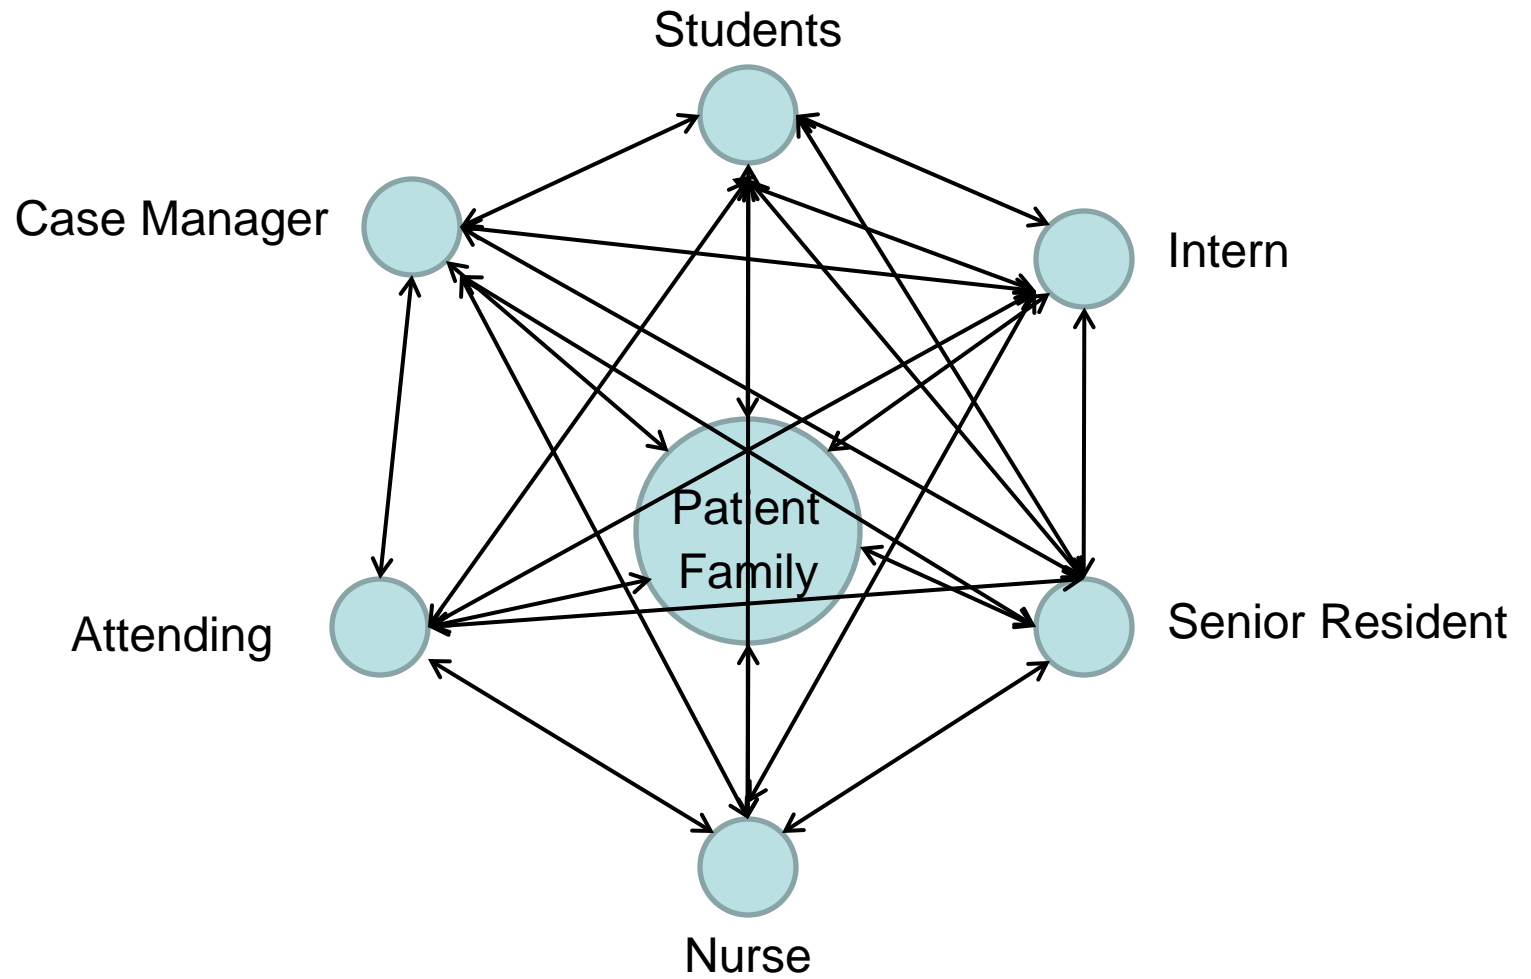 Students
Case Manager
Intern
Patient
Family
Attending
Senior Resident
Nurse